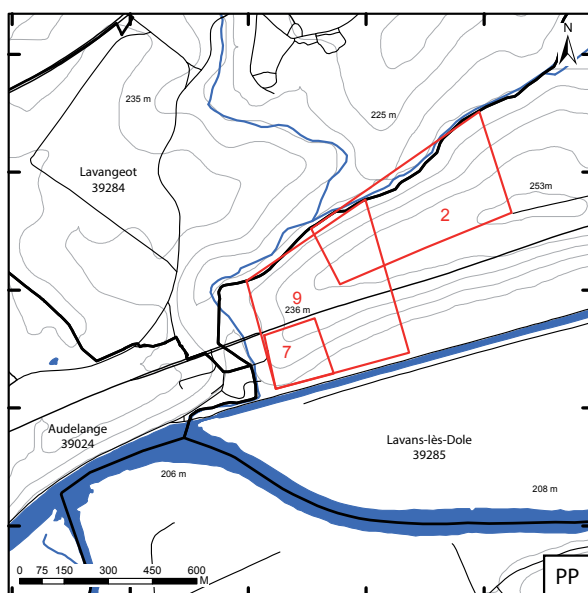 N
235 m
225 m
Lavangeot
39284
253m
2
9
236 m
7
Audelange
39024
Lavans-lès-Dole
39285
206 m
208 m
0 75 150 300 450 600
M
PP